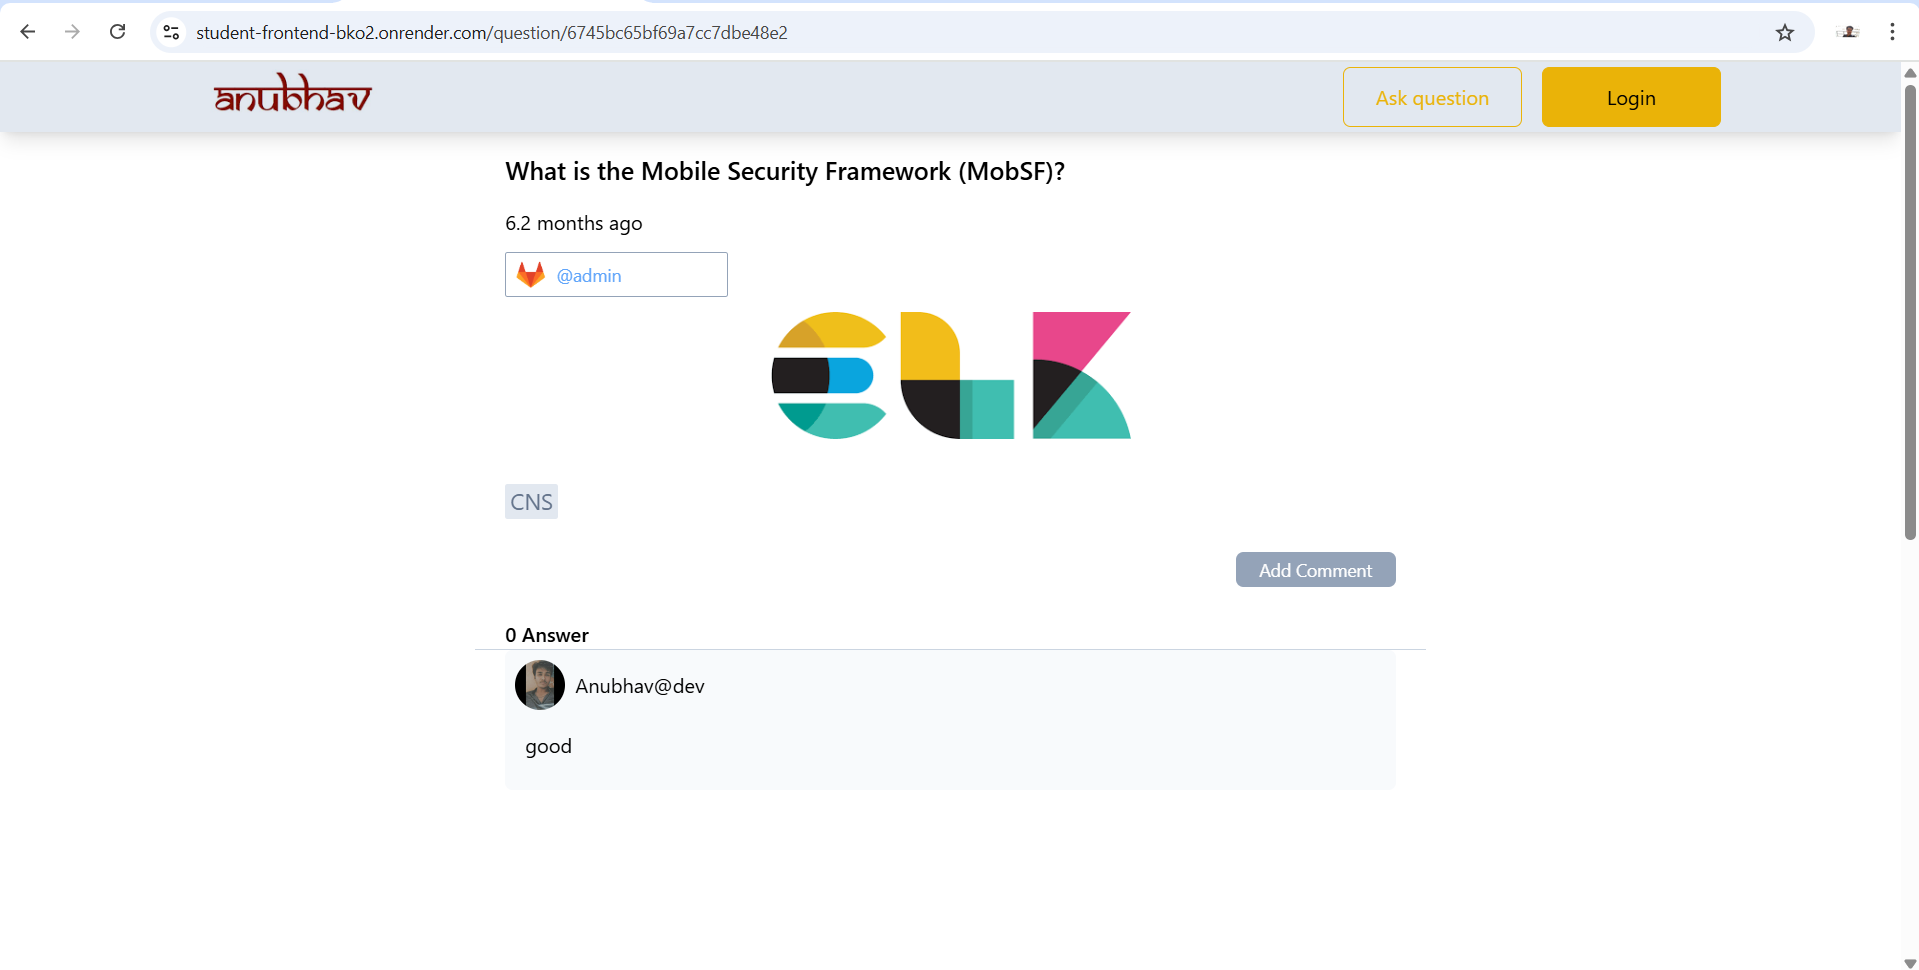 student-frontend-bko2.onrender.com/question/6745bc65bf69a7cc7dbe48e2
anubhav
Ask question
Login
What is the Mobile Security Framework (MobSF)?
6.2 months ago
@admin
ELK
CNS
Add Comment
0 Answer
Anubhav@dev
good